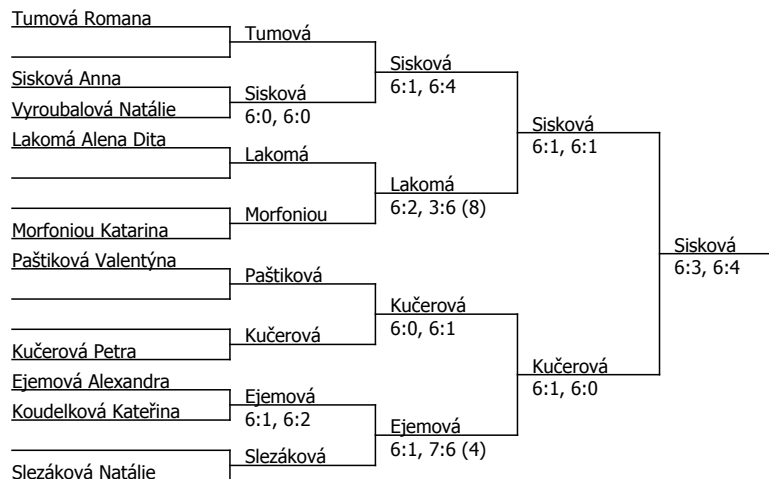 Tumová Romana
Sisková Anna
Vyroubalová Natálie
Lakomá Alena Dita
Morfoniou Katarina
Paštiková Valentýna
Kučerová Petra
Ejemová Alexandra
Koudelková Kateřina
Slezáková Natálie
Tumová
Sisková
6:0, 6:0
Lakomá
Morfoniou
Paštiková
Kučerová
Ejemová
6:1, 6:2
Slezáková
Sisková
6:1, 6:4
Lakomá
6:2, 3:6 (8)
Kučerová
6:0, 6:1
Ejemová
6:1, 7:6 (4)
Sisková
6:1, 6:1
Kučerová
6:1, 6:0
Sisková
6:3, 6:4